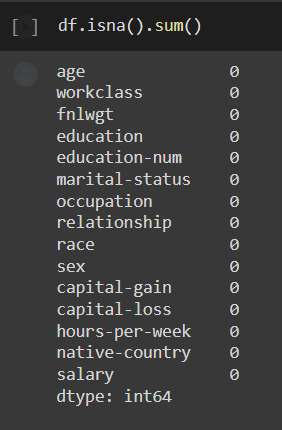 [ ] df.isna().sum()
age 0
workclass 0
fnlwgt 0
education 0
education-num 0
marital-status 0
occupation 0
relationship 0
race 0
sex 0
capital-gain 0
capital-loss 0
hours-per-week 0
native-country 0
salary 0
dtype: int64